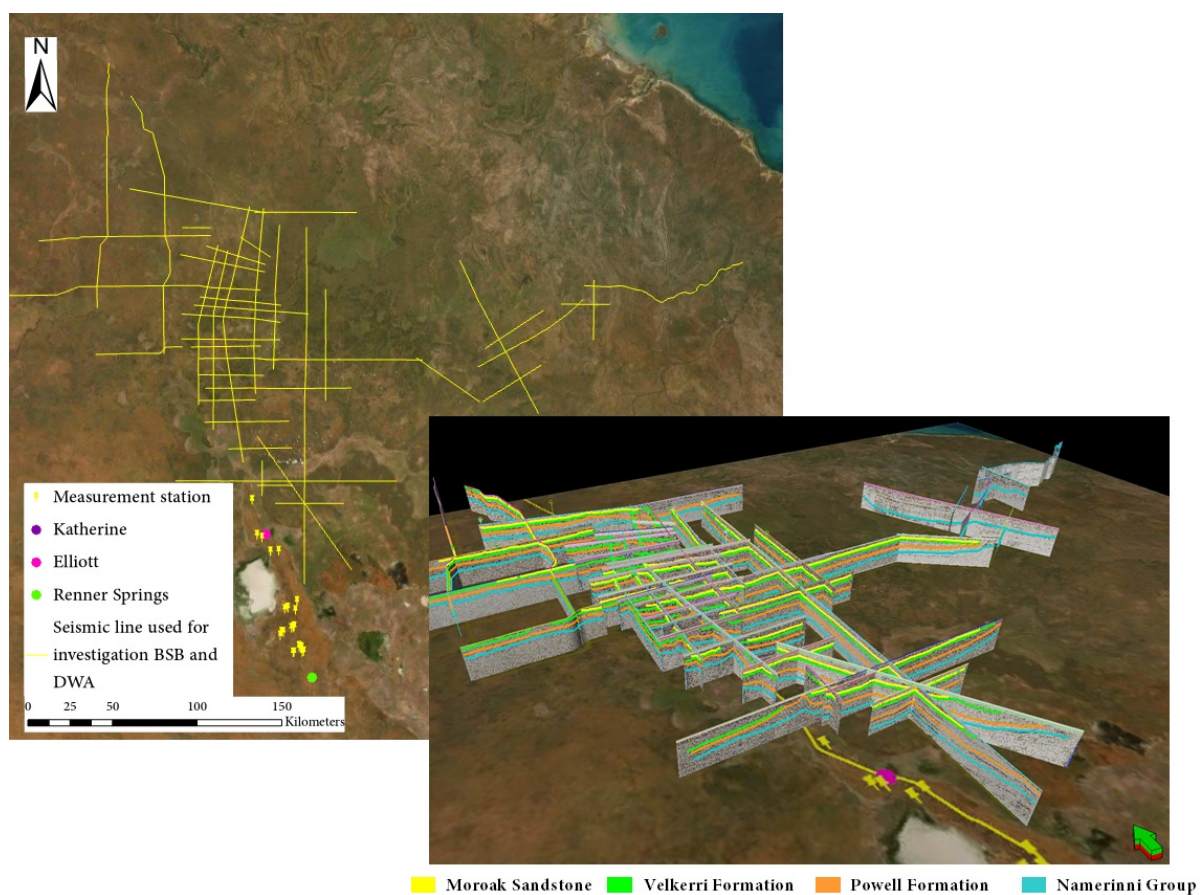 N
Measurement station
Katherine
Elliott
Renner Springs
Seismic line used for
investigation BSB and
DWA
0 25 50 100 150
Kilometers
Moroak Sandstone Velkerri Formation Powell Formation Namerinni Group